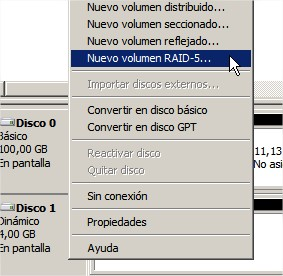 Nuevo volumen distribuido...
Nuevo volumen seccionado...
Nuevo volumen reflejado...
Nuevo volumen RAID-5...
Importar discos externos...
Convertir en disco básico
Convertir en disco GPT
Reactivar disco
Quitar disco
Sin conexión
Propiedades
Ayuda
Disco 0
Básico
100,00 GB
En pantalla
11,13
No asi
Disco 1
Dinámico
4,00 GB
En pantalla